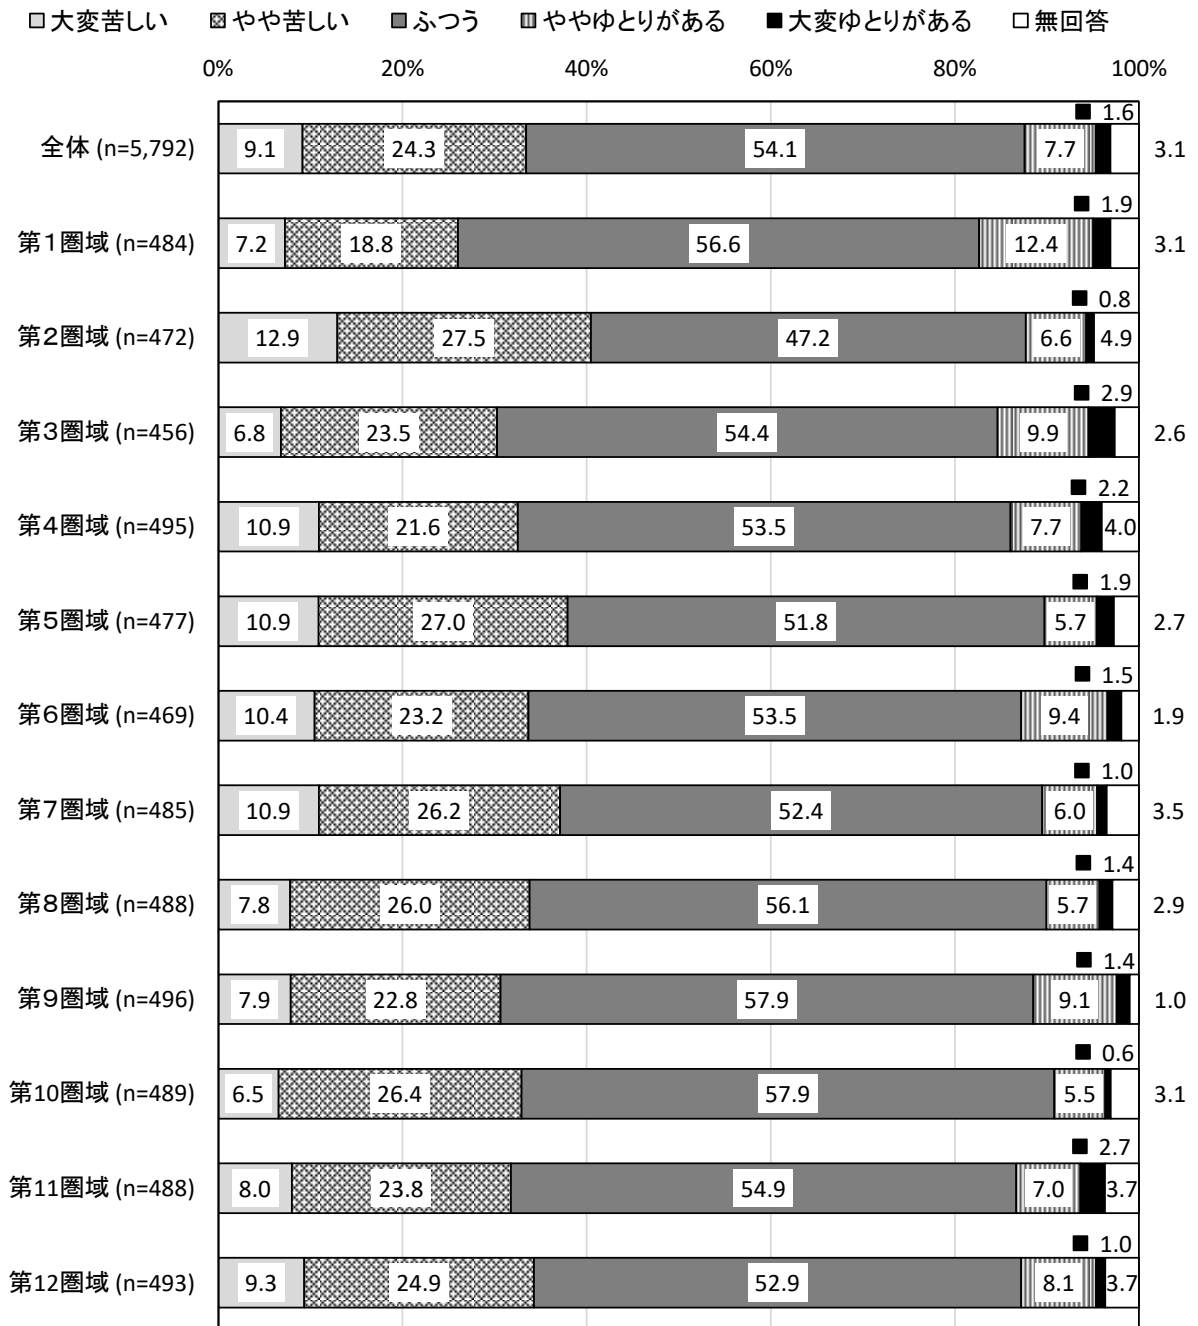 大変苦しい やや苦しい ふつう ややゆとりがある 大変ゆとりがある 無回答
0% 20% 40% 60% 80% 100%
1.6
全体 (n=5,792) 9.1 24.3 54.1 7.7 3.1
1.9
第1圏域 (n=484) 7.2 18.8 56.6 12.4 3.1
0.8
第2圏域 (n=472) 12.9 27.5 47.2 6.6 4.9
2.9
第3圏域 (n=456) 6.8 23.5 54.4 9.9 2.6
2.2
第4圏域 (n=495) 10.9 21.6 53.5 7.7 4.0
1.9
第5圏域 (n=477) 10.9 27.0 51.8 5.7 2.7
1.5
第6圏域 (n=469) 10.4 23.2 53.5 9.4 1.9
1.0
第7圏域 (n=485) 10.9 26.2 52.4 6.0 3.5
1.4
第8圏域 (n=488) 7.8 26.0 56.1 5.7 2.9
1.4
第9圏域 (n=496) 7.9 22.8 57.9 9.1 1.0
0.6
第10圏域 (n=489) 6.5 26.4 57.9 5.5 3.1
2.7
第11圏域 (n=488) 8.0 23.8 54.9 7.0 3.7
1.0
第12圏域 (n=493) 9.3 24.9 52.9 8.1 3.7